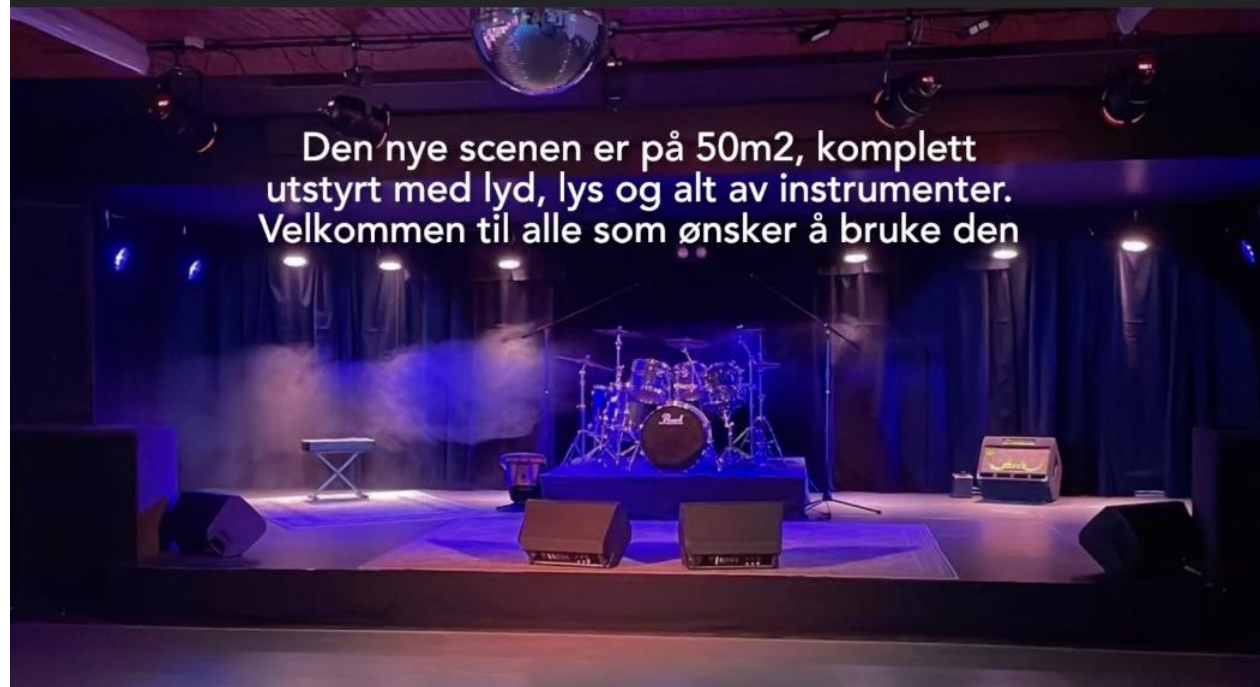 Den nye scenen er på 50m2, komplett
utstyrt med lyd, lys og alt av instrumenter.
Velkommen til alle som ønsker å bruke den
Pearl